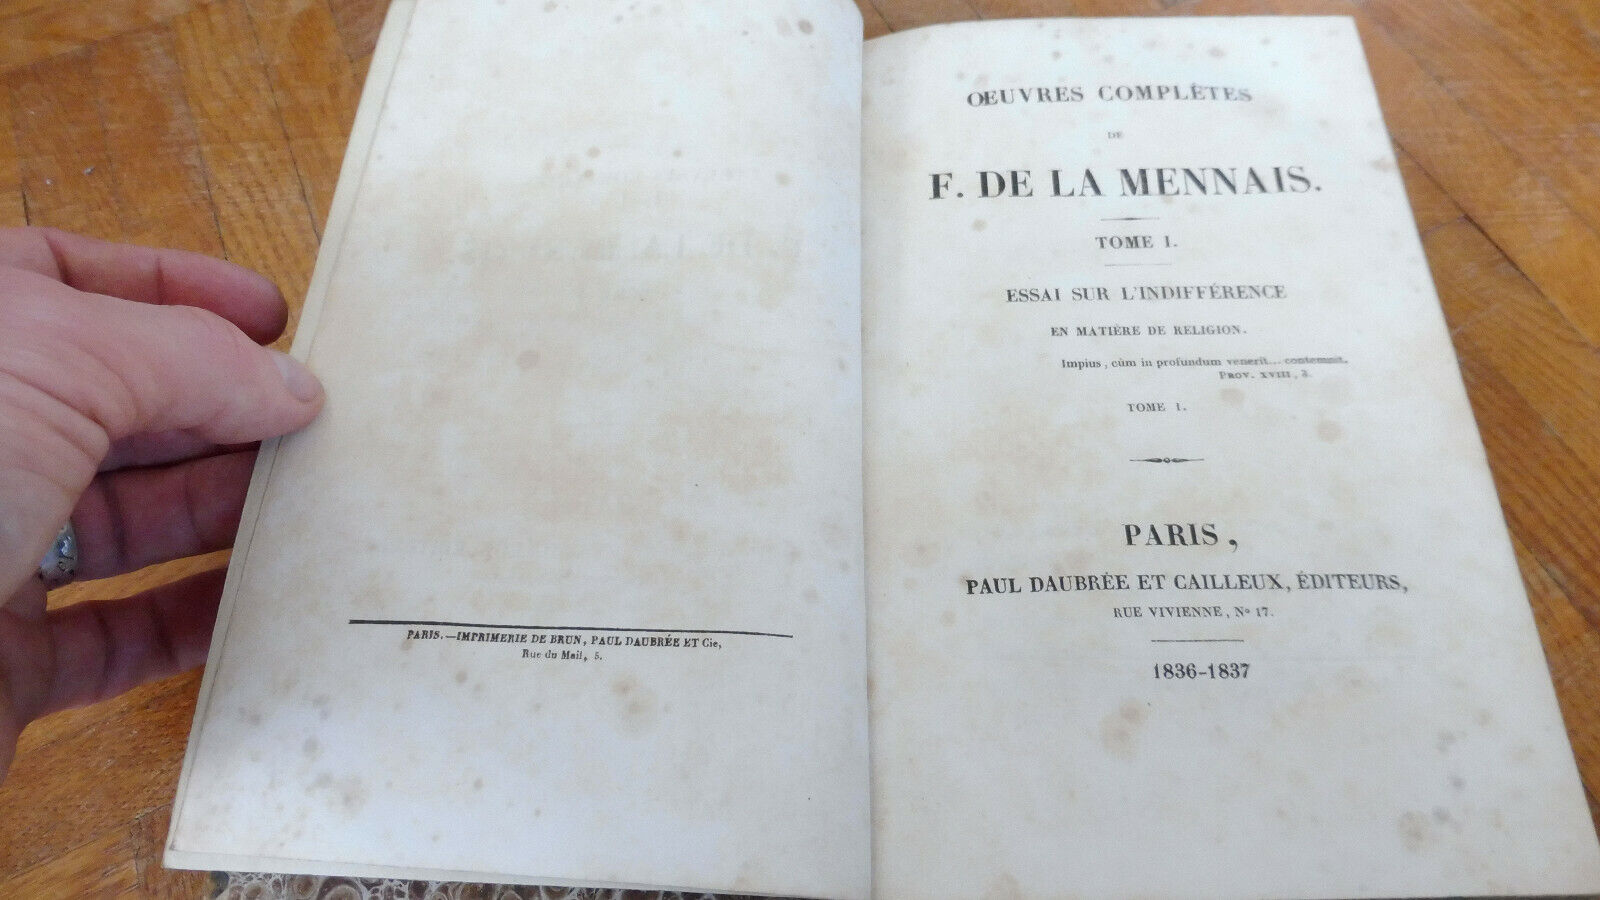 PARIS.—IMPRIMERIE DE BRUN, PAUL DAUBRÉE ET Cie,
Rue du Mail, 5.
OEUVRES COMPLÈTES
DE
F. DE LA MENNAIS.
TOME I.
ESSAI SUR L'INDIFFÉRENCE
EN MATIÈRE DE RELIGION.
Impius, cùm in profundum venerit... contemnit.
PROV. XVIII, 3.
TOME I.
PARIS,
PAUL DAUBRÉE ET CAILLEUX, ÉDITEURS,
RUE VIVIENNE, No 17.
1836-1837